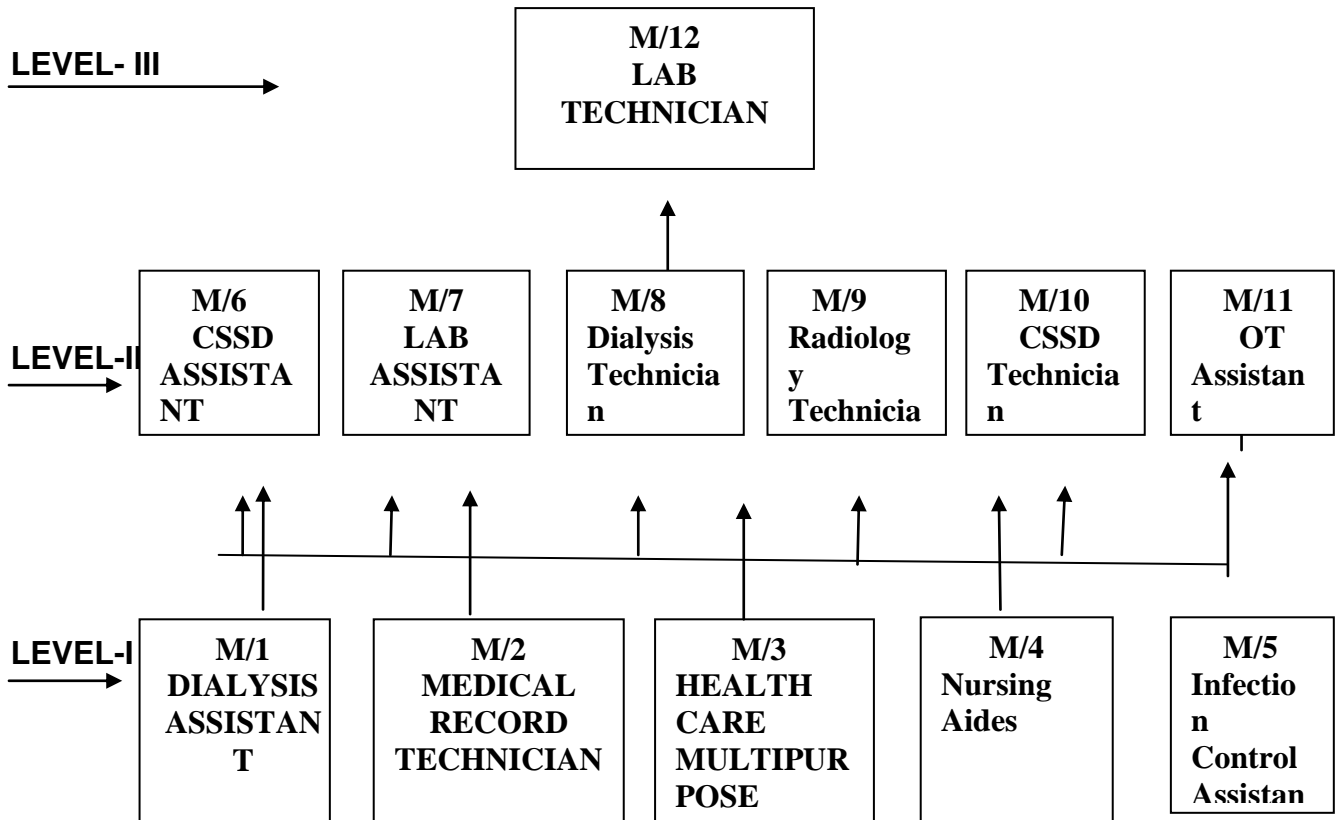 LEVEL- III
M/12
LAB
TECHNICIAN
LEVEL-II
M/6
CSSD
ASSISTA
NT
M/7
LAB
ASSISTA
NT
M/8
Dialysis
Technicia
n
M/9
Radiolog
y
Technicia
M/10
CSSD
Technicia
n
M/11
OT
Assistan
t
LEVEL-I
M/1
DIALYSIS
ASSISTAN
T
M/2
MEDICAL
RECORD
TECHNICIAN
M/3
HEALTH
CARE
MULTIPUR
POSE
M/4
Nursing
Aides
M/5
Infectio
n
Control
Assistan